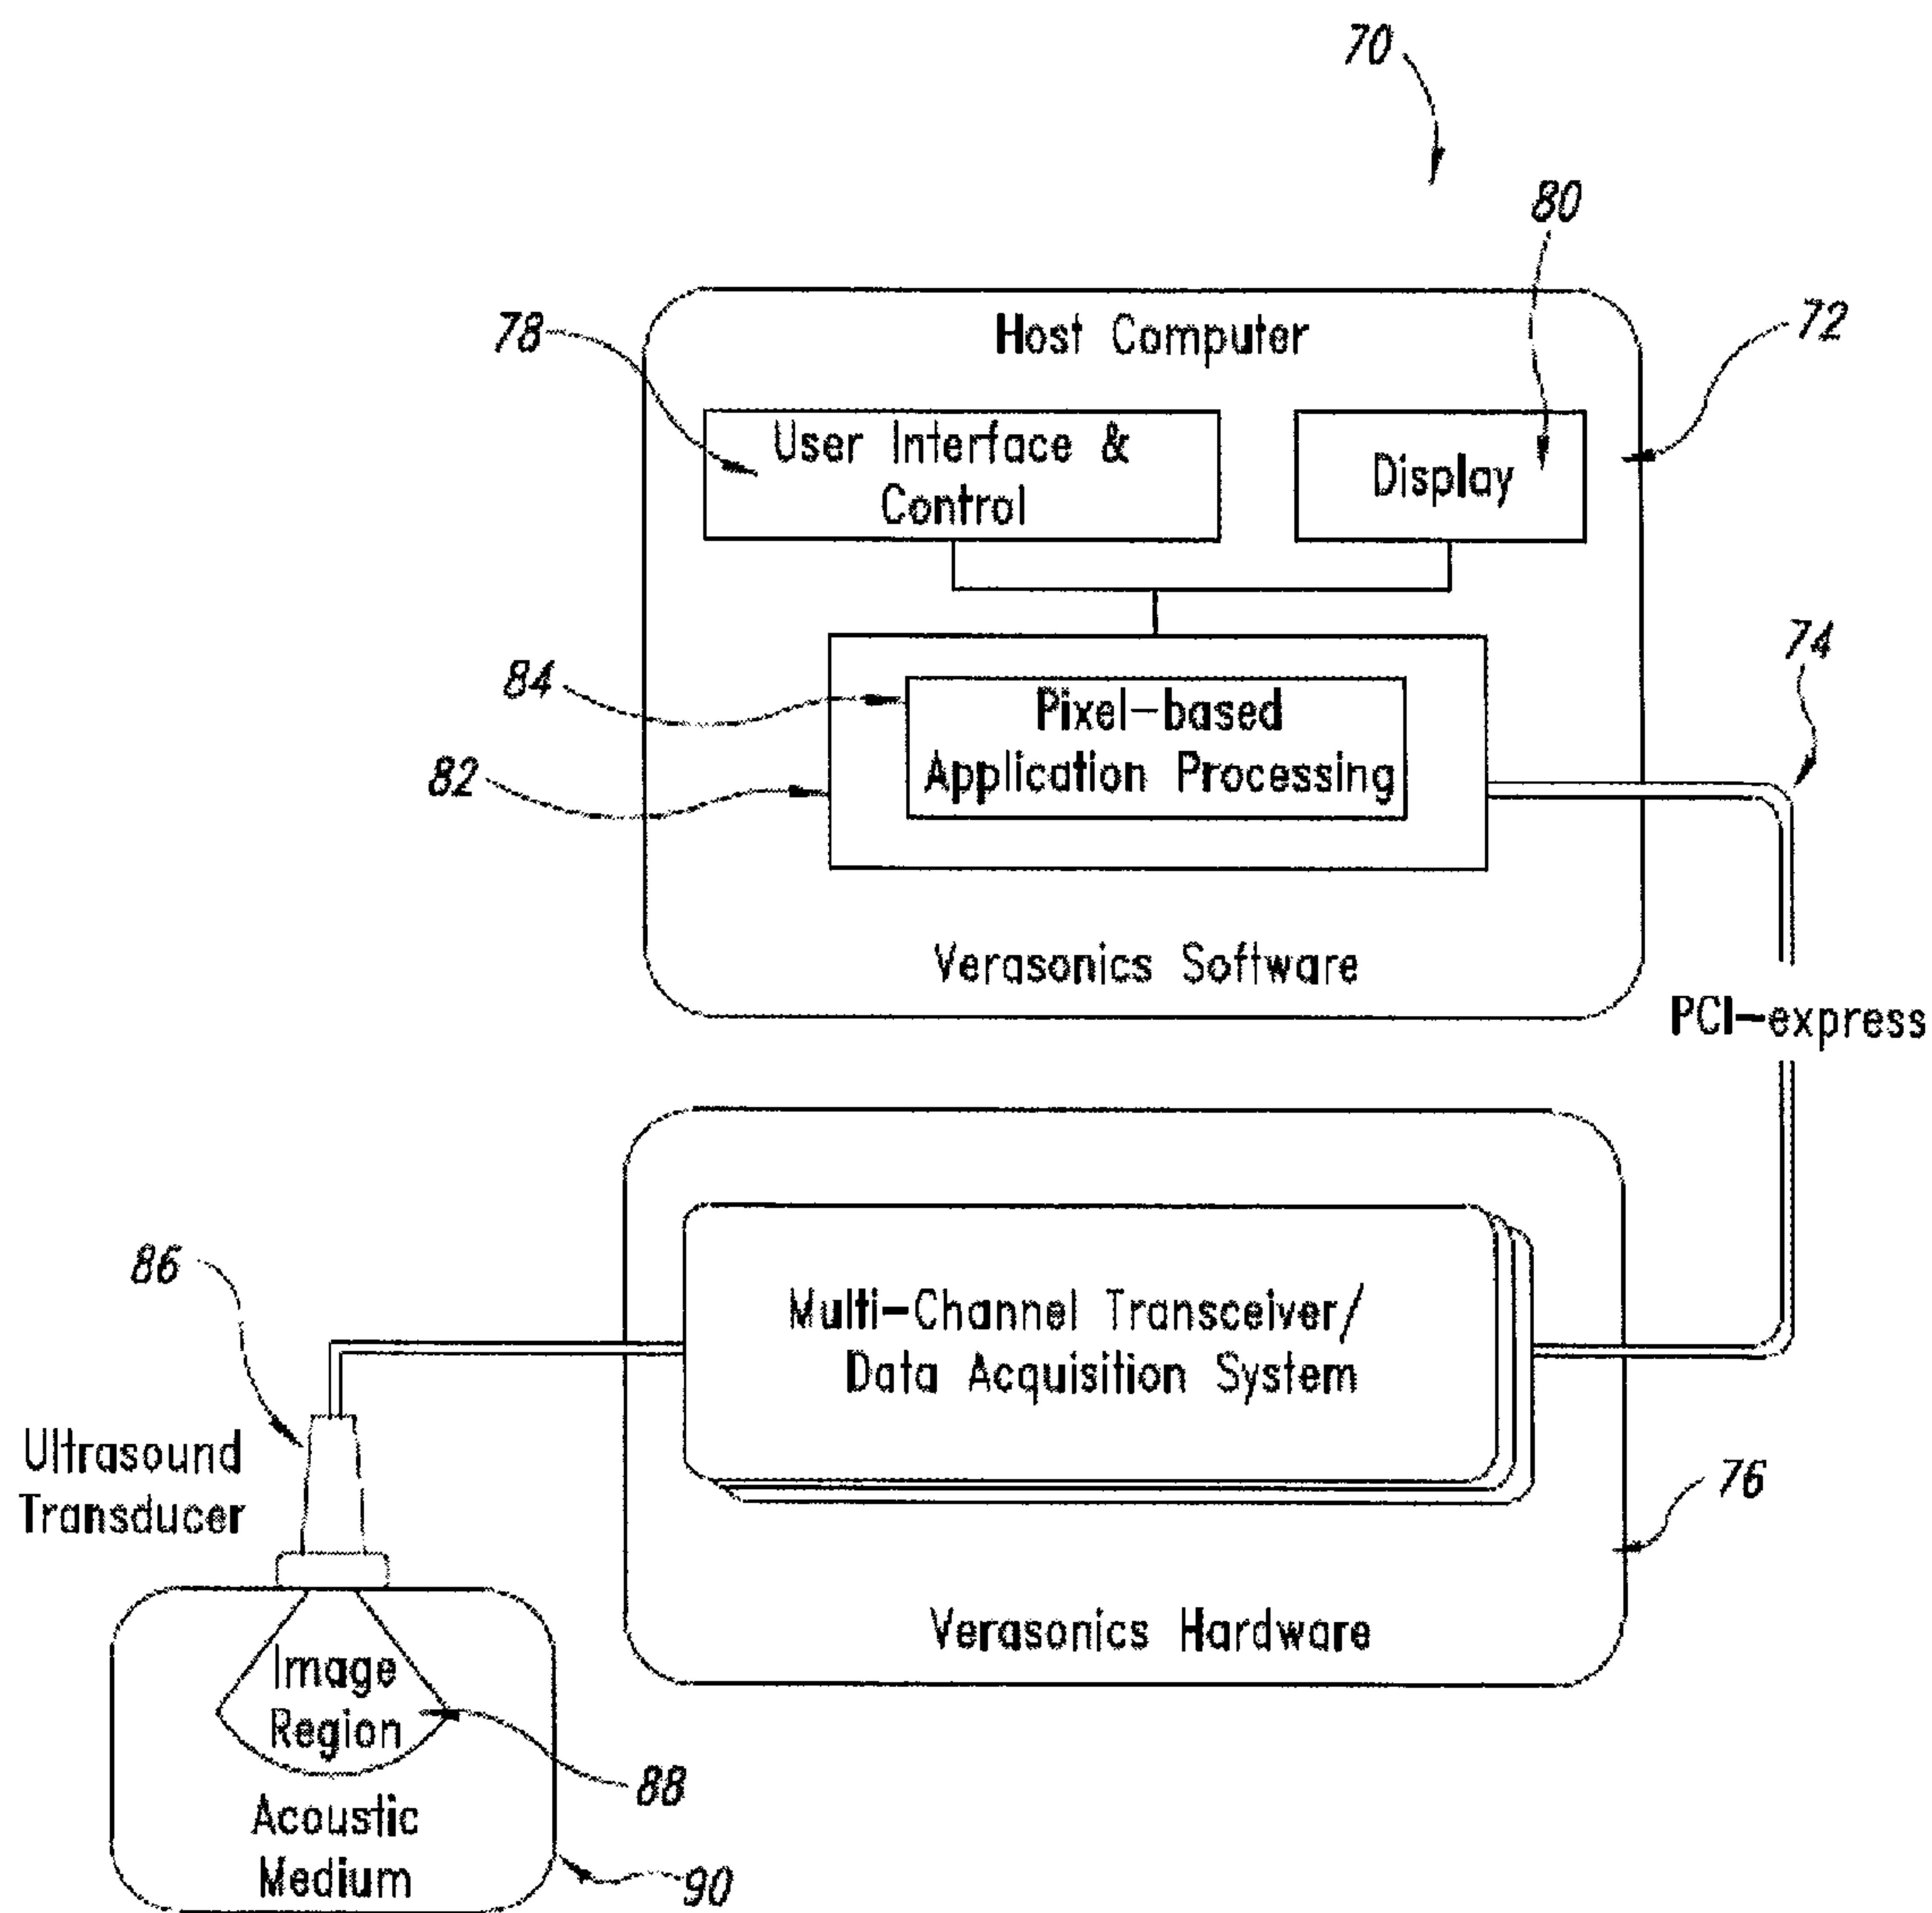 70
80
Host Computer
78
72
User Interface &
Control
Display
74
84
Pixel-based
Application Processing
82
Verasonics Software
PCI-express
86
Multi-Channel Transceiver/
Data Acquisition System
Ultrasound
Transducer
76
Verasonics Hardware
Image
Region
88
Acoustic
Medium
90